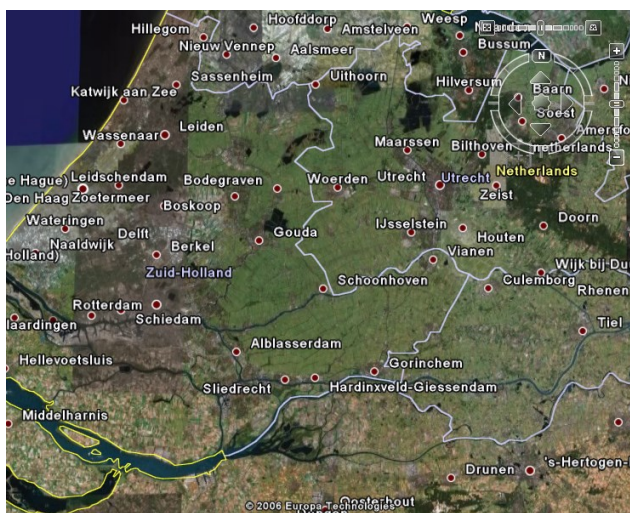 Hillegom
Hoofddorp
Weesp
Nieuw Vennep
Amstelveen
Aalsmeer
Bussum
N
Sassenheim
Uithoorn
Hilversum
Baarn
Katwijk aan Zee
Soest
Leiden
Wassenaar
Maarssen
Bilthoven
netherlands
Leidschendam
Bodegraven
Woerden
Utrecht
Utrecht
Netherlands
e Hague)
Den Haag
Zoetermeer
Zeist
Boskoop
Wateringen
Delft
Gouda
IJsselstein
Houten
Doorn
Naaldwijk
Berkel
Vianen
Holland)
Zuid-Holland
Schoonhoven
Culemborg
Wijk bij Du
Rhenen
Rotterdam
laardingen
Schiedam
Tiel
Alblasserdam
Hellevoetsluis
Gorinchem
Sliedrecht
Hardinxveld-Giessendam
Middelharnis
Drunen
's-Hertogen-
Oosterhout
© 2006 Europa Technologies